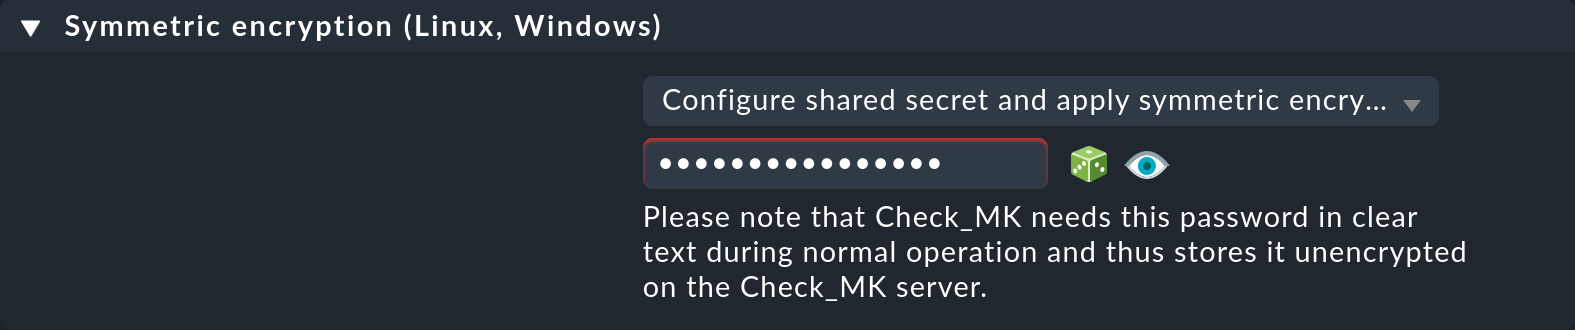 Symmetric encryption (Linux, Windows)
Configure shared secret and apply symmetric encry...
••••••••••••••••
Please note that Check_MK needs this password in clear
text during normal operation and thus stores it unencrypted
on the Check_MK server.